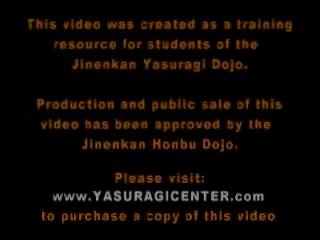 This video was created as a training
resource for students of the
Jinenkan Yasuragi Dojo.
Production and public sale of this
video has been approved by the
Jinenkan Honbu Dojo.
Please visit:
www.YASURAGICENTER.com
to purchase a copy of this video